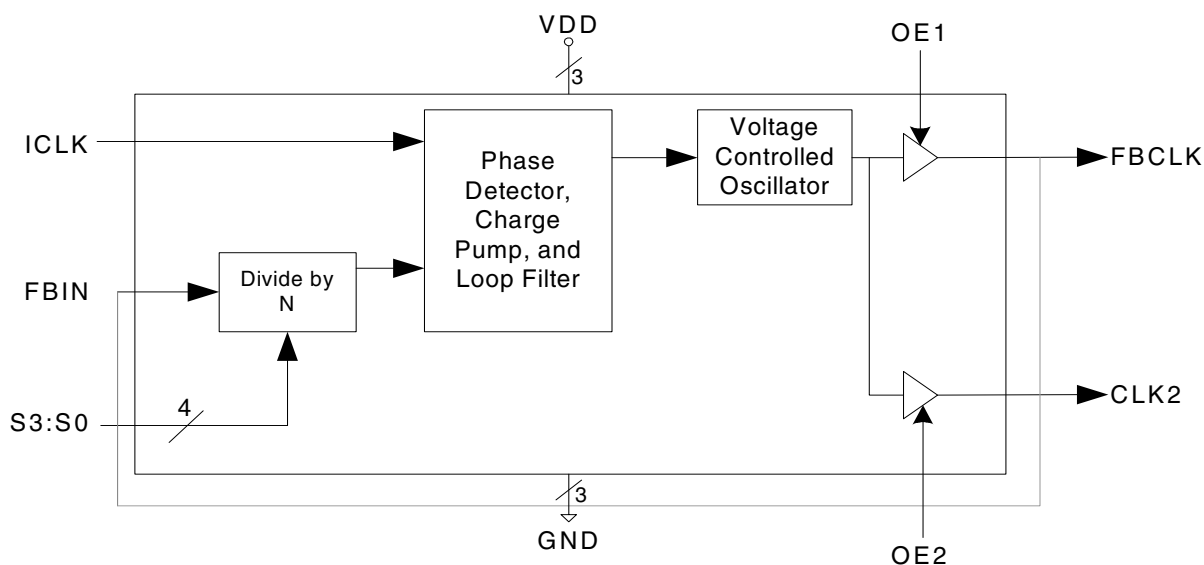 VDD
OE1
3
ICLK
Phase
Detector,
Charge
Pump, and
Loop Filter
Voltage
Controlled
Oscillator
FBCLK
FBIN
Divide by
N
S3:S0
4
CLK2
3
GND
OE2